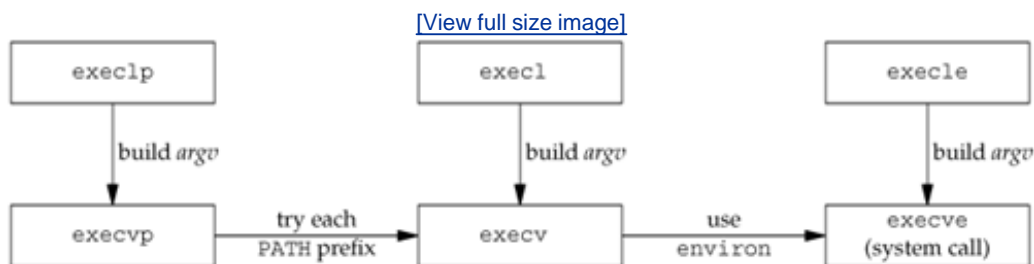 [View full size image]
execlp execl execle
build argv build argv build argv
execvp try each PATH prefix execv use environ execve (system call)